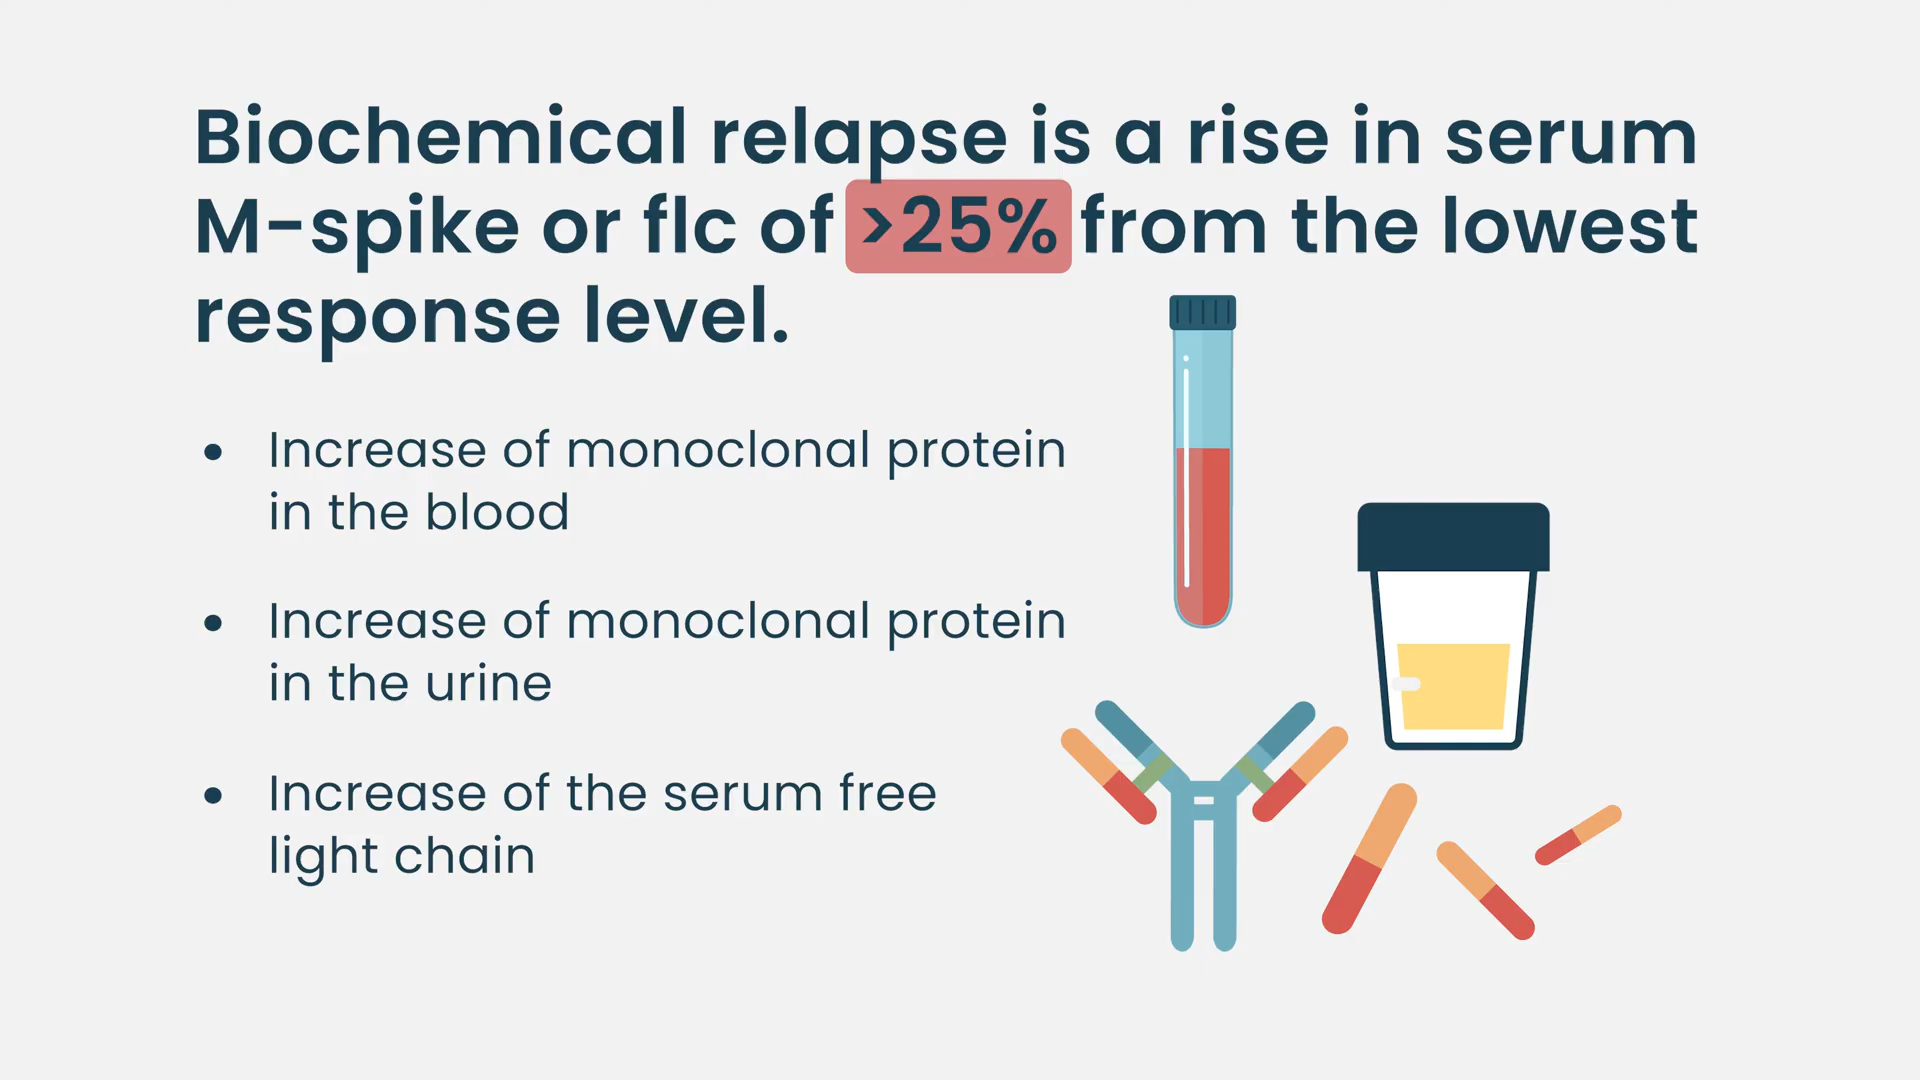 Biochemical relapse is a rise in serum
M-spike or flc of >25% from the lowest
response level.
• Increase of monoclonal protein
in the blood
• Increase of monoclonal protein
in the urine
• Increase of the serum free
light chain